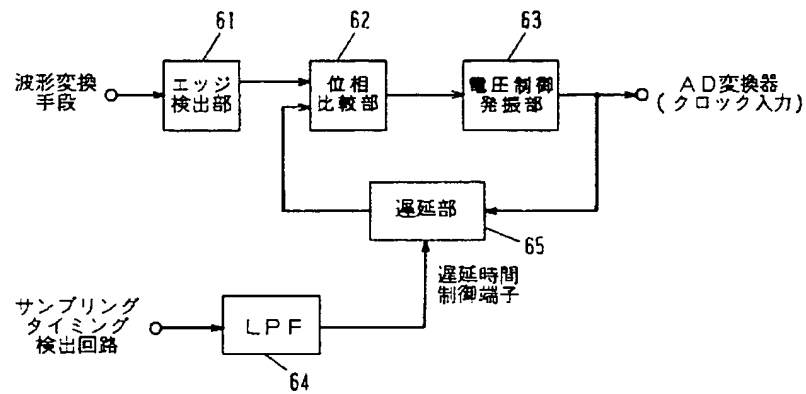 61
62
63
波形変換
手段
エッジ
検出部
位相
比較部
電圧制御
発振部
AD変換器
(クロック入力)
遅延部
65
遅延時間
制御端子
サンプリング
タイミング
検出回路
LPF
64